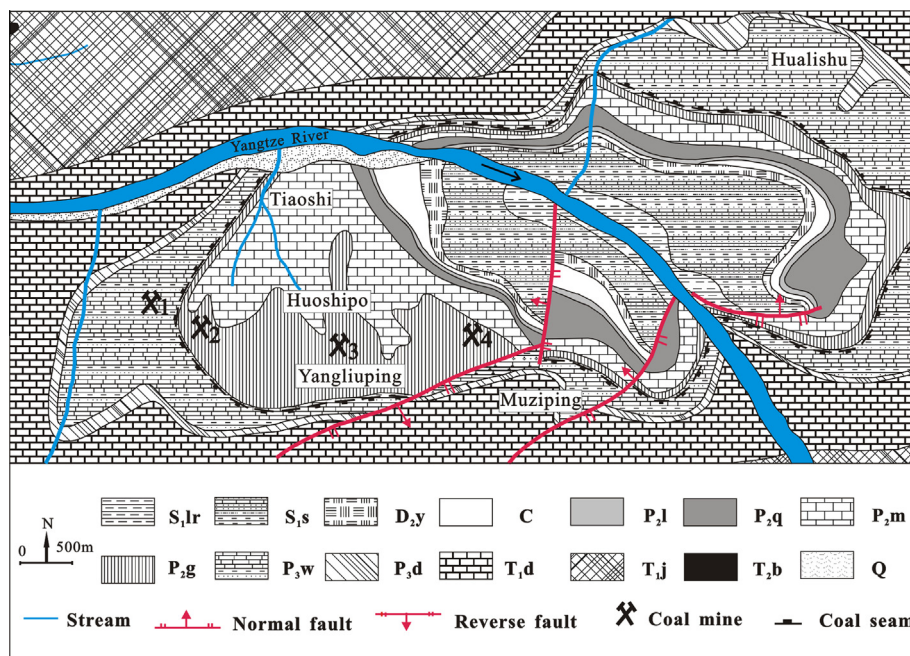 Hualishu
Yangtze River
Tiaoshi
Huoshipo
1
2
3
4
Yangliuping
Muziping
S₁lr S₁s D₂y C P₂l P₂q P₂m
N
0 500m
P₂g P₃w P₃d T₁d T₁j T₂b Q
Stream Normal fault Reverse fault Coal mine Coal seam